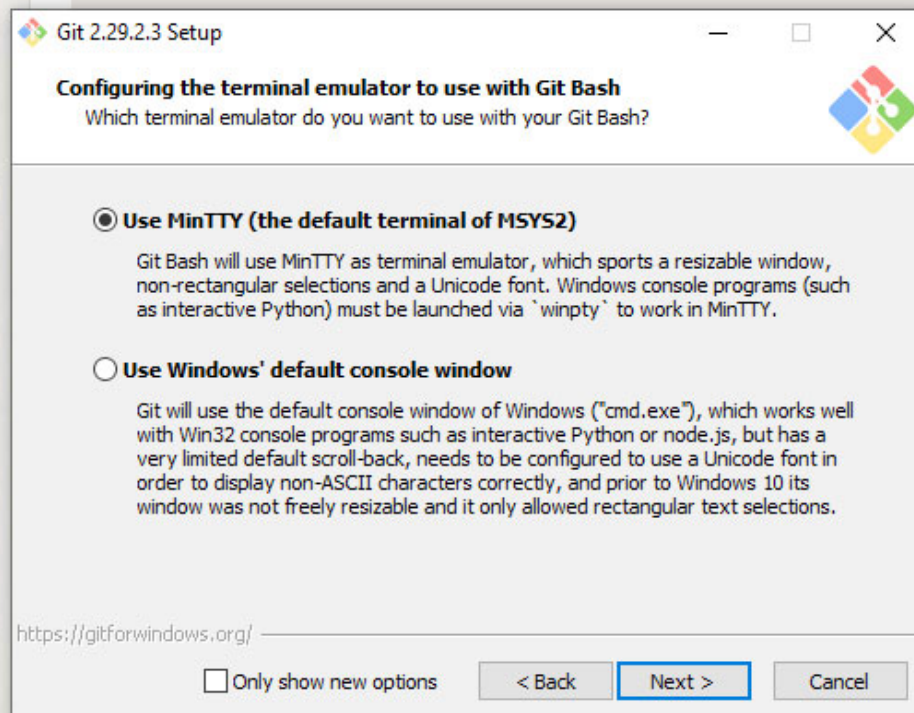 Git 2.29.2.3 Setup
Configuring the terminal emulator to use with Git Bash
Which terminal emulator do you want to use with your Git Bash?
Use MinTTY (the default terminal of MSYS2)
Git Bash will use MinTTY as terminal emulator, which sports a resizable window,
non-rectangular selections and a Unicode font. Windows console programs (such
as interactive Python) must be launched via `winpty` to work in MinTTY.
Use Windows' default console window
Git will use the default console window of Windows ("cmd.exe"), which works well
with Win32 console programs such as interactive Python or node.js, but has a
very limited default scroll-back, needs to be configured to use a Unicode font in
order to display non-ASCII characters correctly, and prior to Windows 10 its
window was not freely resizable and it only allowed rectangular text selections.
https://gitforwindows.org/
Only show new options
< Back
Next >
Cancel